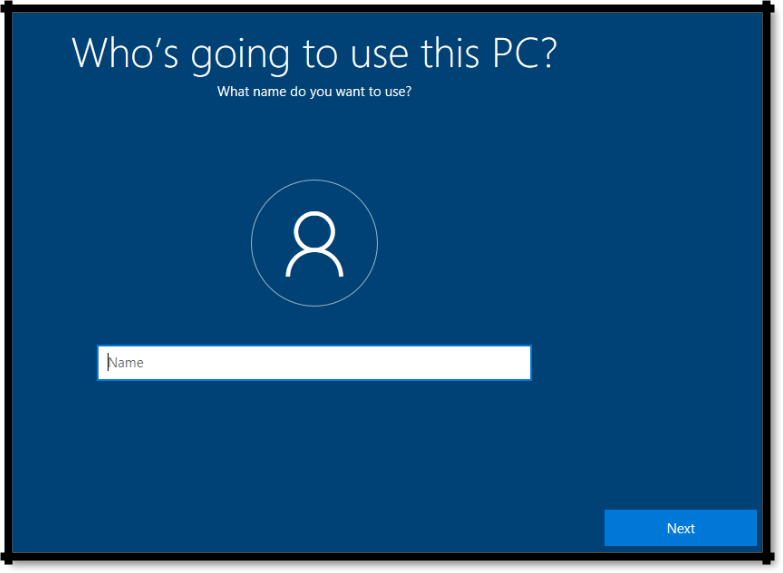 Who’s going to use this PC?
What name do you want to use?
Name
Next